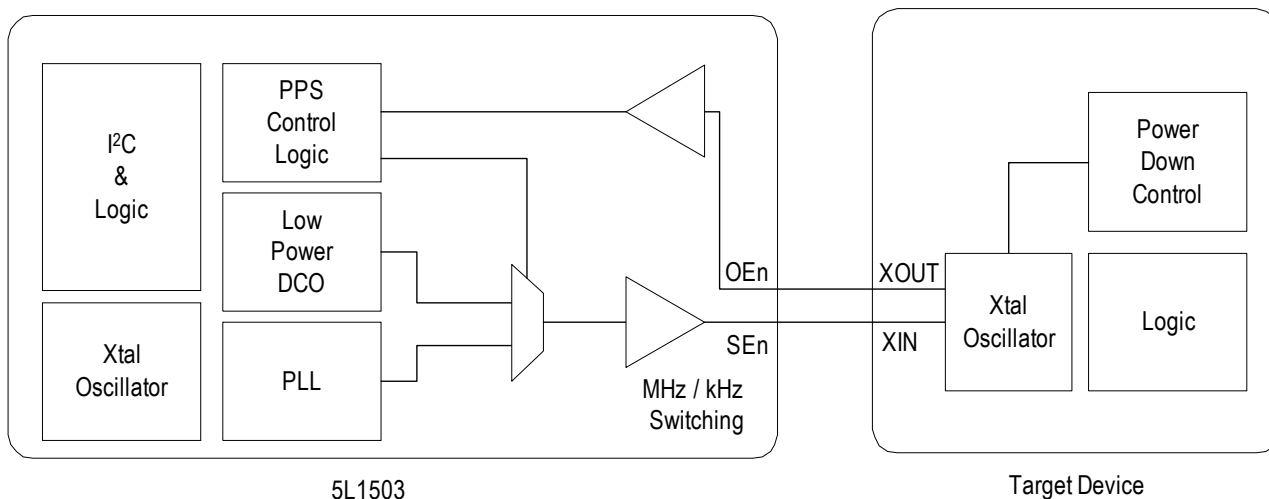 I²C
&
Logic
PPS
Control
Logic
Low
Power
DCO
Xtal
Oscillator
PLL
OEn
SEn
MHz / kHz
Switching
5L1503
XOUT
XIN
Power
Down
Control
Xtal
Oscillator
Logic
Target Device